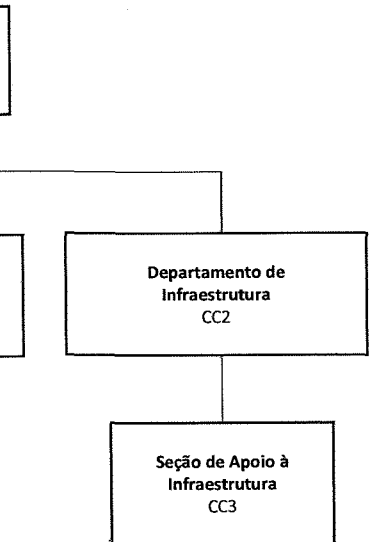 Departamento de
Infraestrutura
CC2
Seção de Apoio à
Infraestrutura
CC3